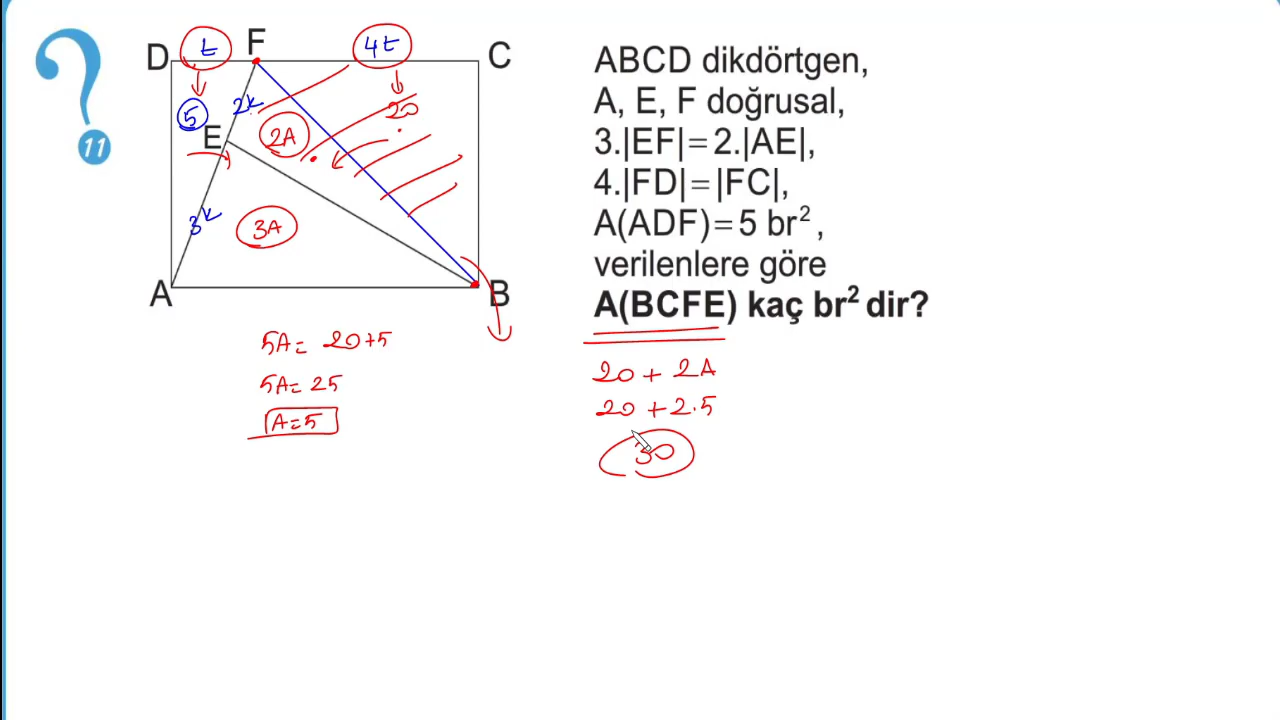 ?
11
D t F 4t C
5 2k 20
E 2A
3k 3A
A B
ABCD dikdörtgen,
A, E, F doğrusal,
3.|EF|=2.|AE|,
4.|FD|=|FC|,
A(ADF)=5 br²,
verilenlere göre
A(BCFE) kaç br² dir?
5A= 20+5
5A= 25
A=5
20 + 2A
20 + 2.5
30